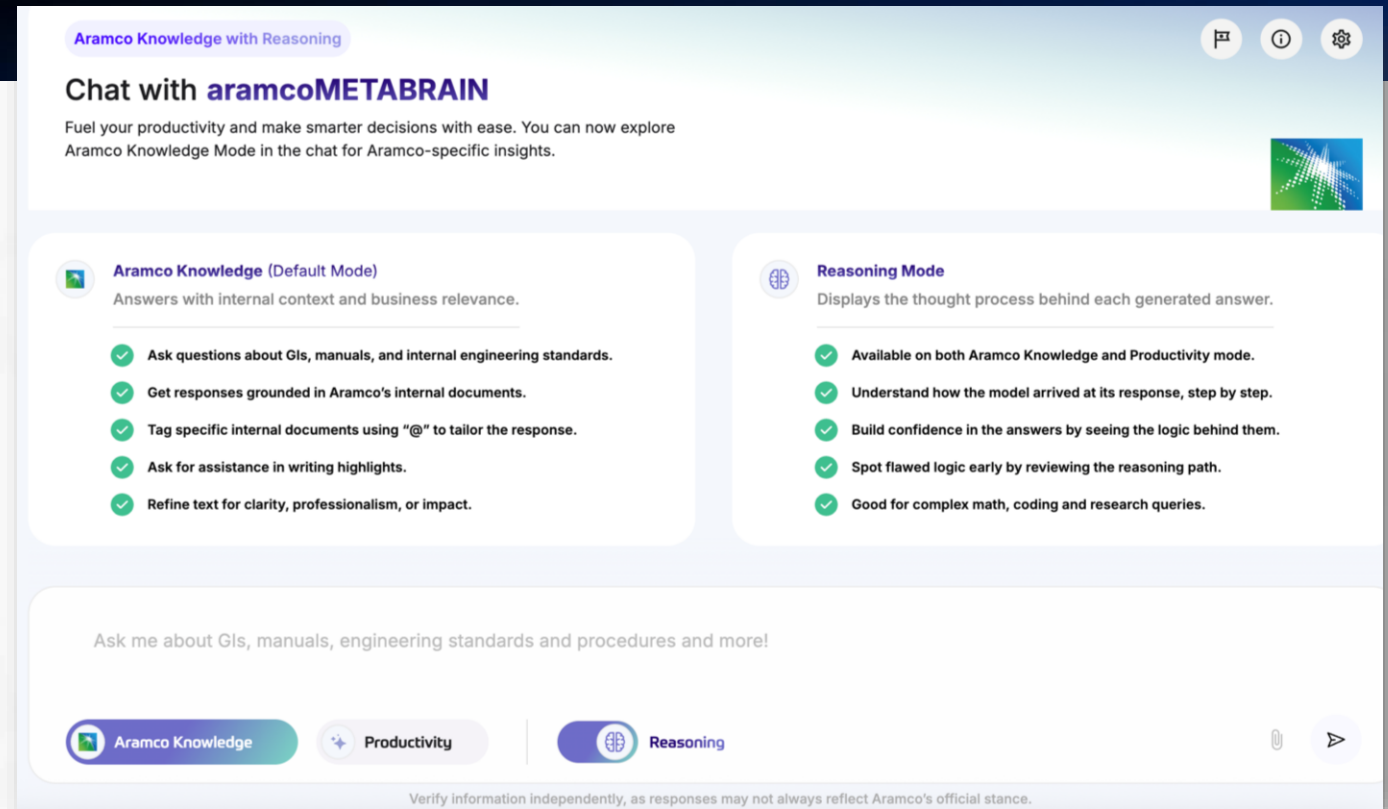 Aramco Knowledge with Reasoning
Chat with aramcoMETABRAIN
Fuel your productivity and make smarter decisions with ease. You can now explore
Aramco Knowledge Mode in the chat for Aramco-specific insights.
Aramco Knowledge (Default Mode)
Answers with internal context and business relevance.
Ask questions about GIs, manuals, and internal engineering standards.
Get responses grounded in Aramco’s internal documents.
Tag specific internal documents using “@” to tailor the response.
Ask for assistance in writing highlights.
Refine text for clarity, professionalism, or impact.
Reasoning Mode
Displays the thought process behind each generated answer.
Available on both Aramco Knowledge and Productivity mode.
Understand how the model arrived at its response, step by step.
Build confidence in the answers by seeing the logic behind them.
Spot flawed logic early by reviewing the reasoning path.
Good for complex math, coding and research queries.
Ask me about GIs, manuals, engineering standards and procedures and more!
Aramco Knowledge Productivity Reasoning
Verify information independently, as responses may not always reflect Aramco’s official stance.